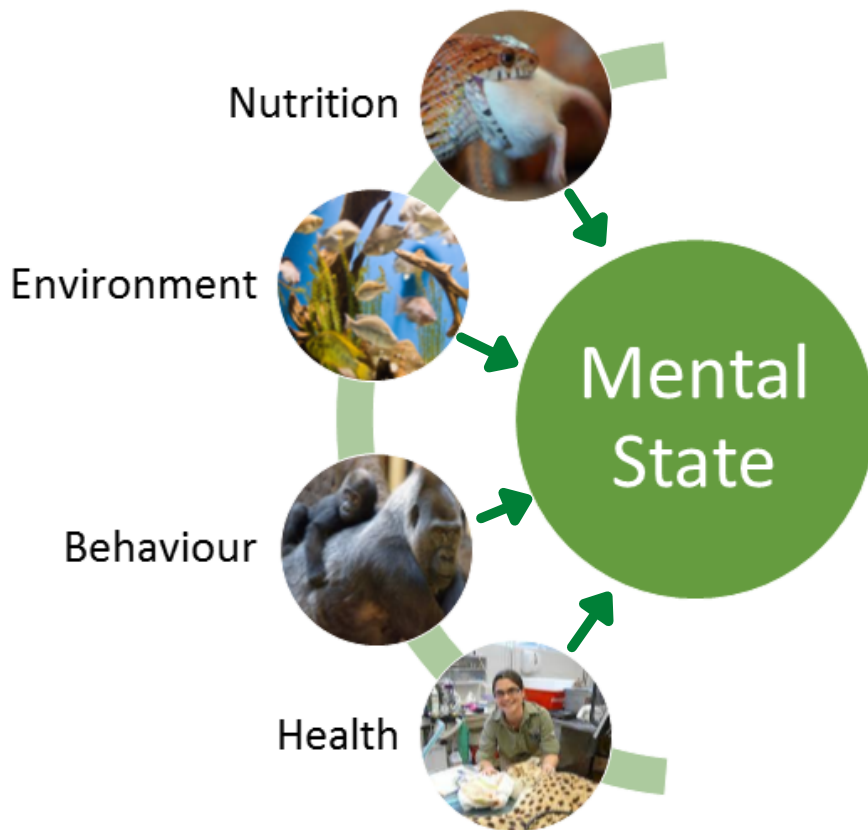 Nutrition
Environment
Mental
State
Behaviour
Health